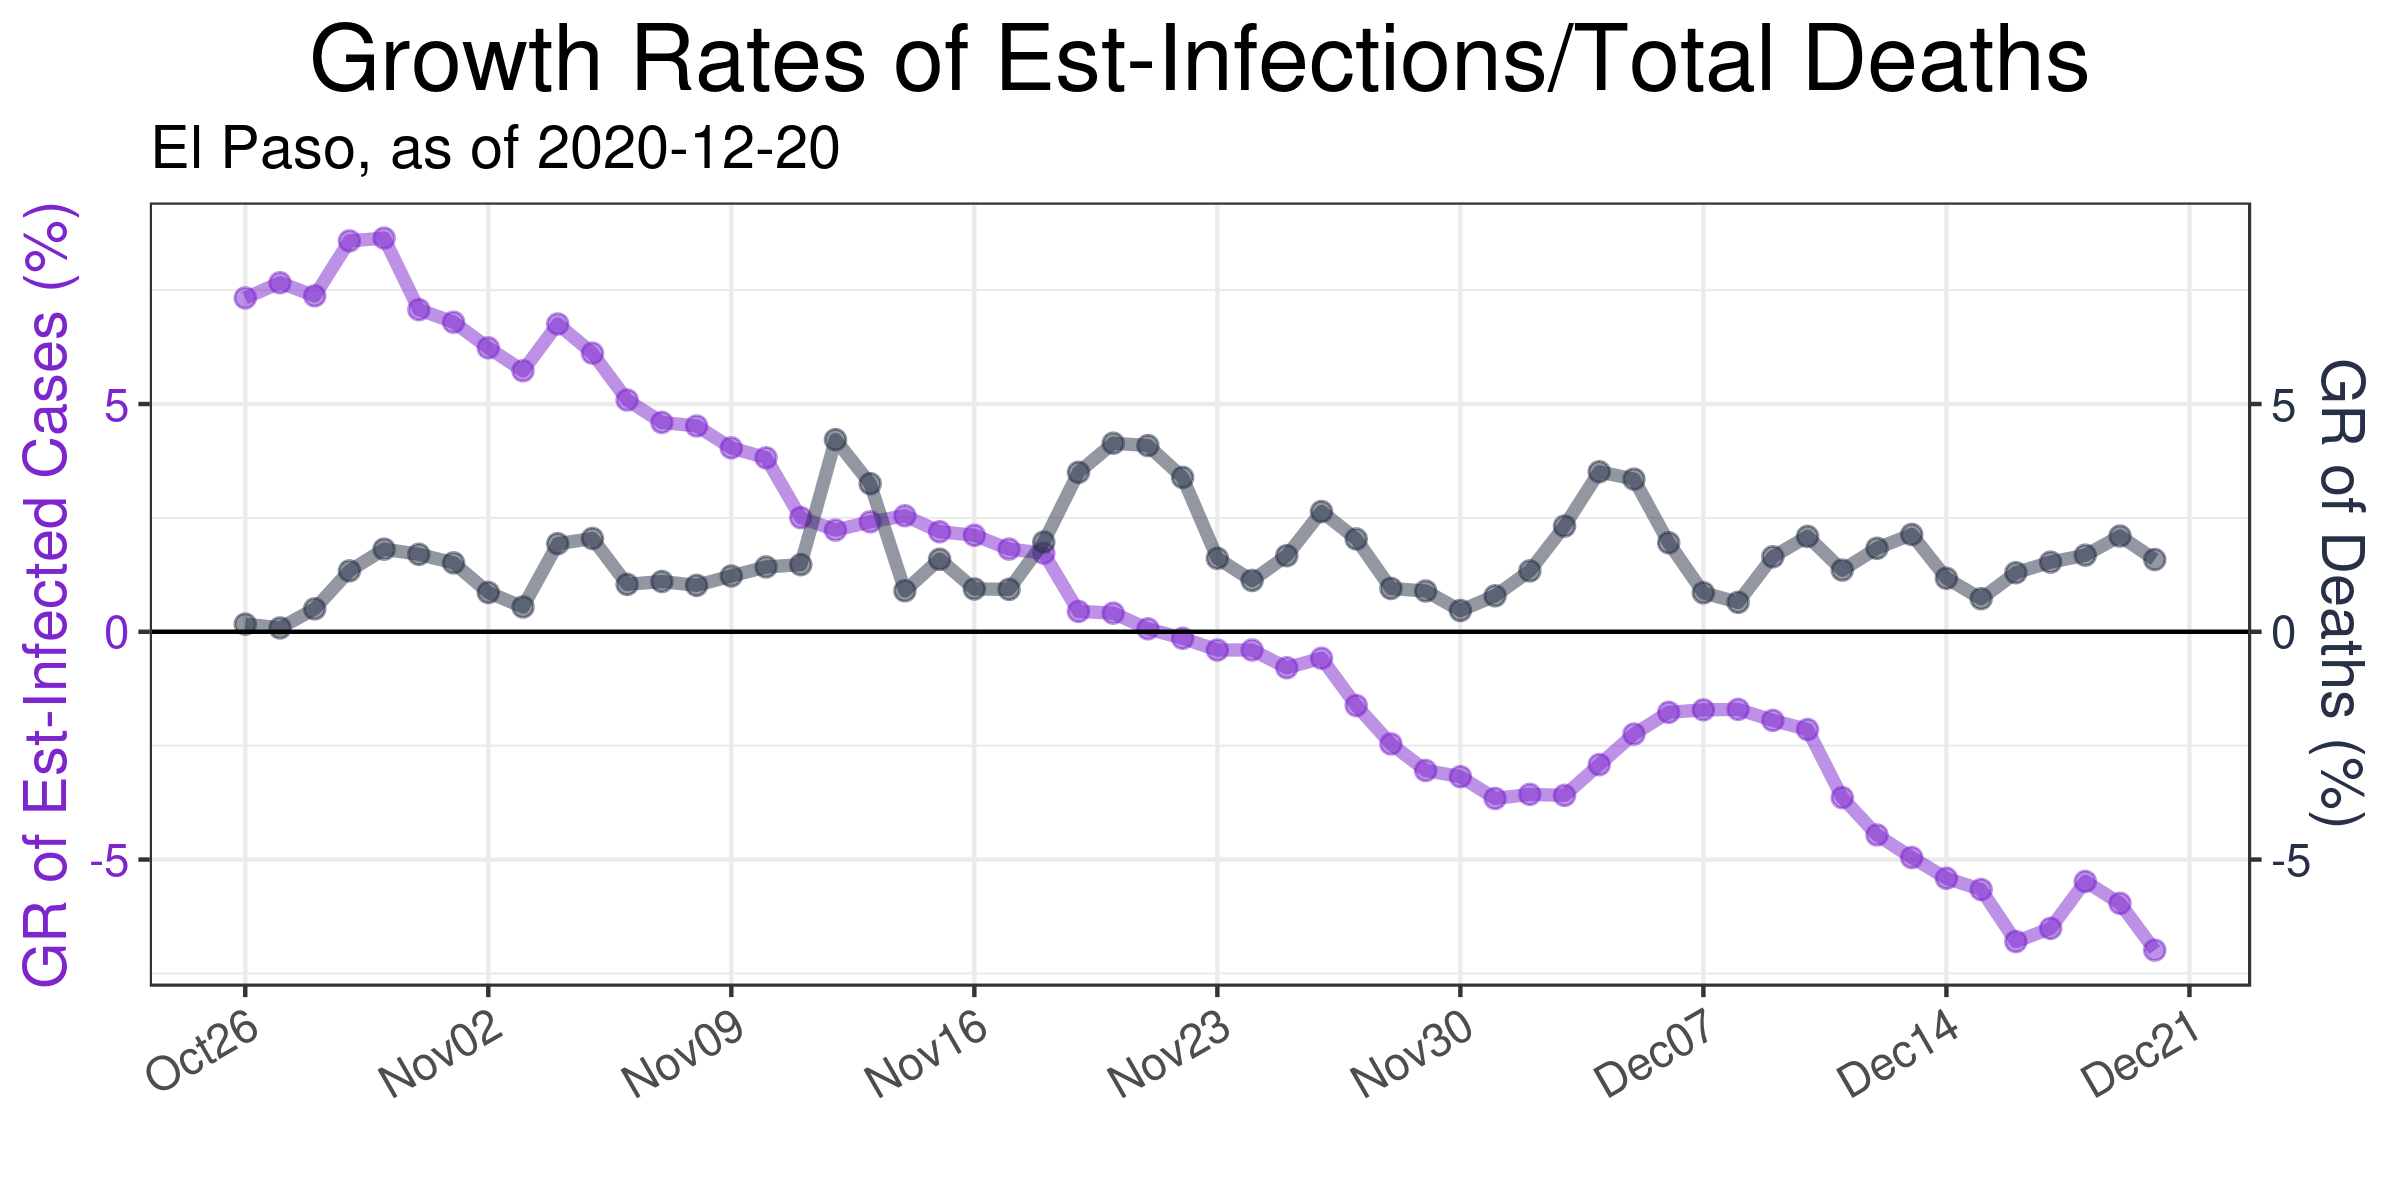 Growth Rates of Est-Infections/Total Deaths
El Paso, as of 2020-12-20
GR of Est-Infected Cases (%)
5
0
-5
5
0
-5
GR of Deaths (%)
Oct26
Nov02
Nov09
Nov16
Nov23
Nov30
Dec07
Dec14
Dec21